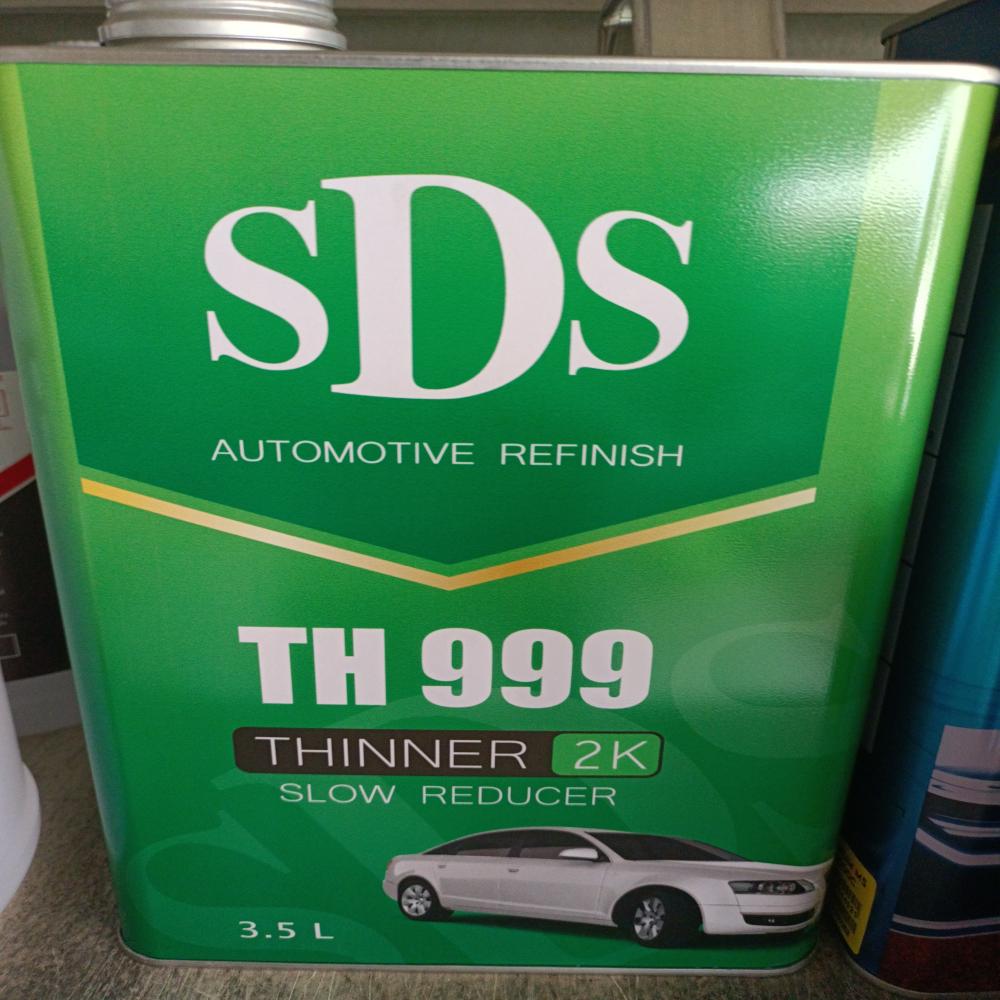 SDS
AUTOMOTIVE REFINISH
TH 999
THINNER 2K
SLOW REDUCER
3.5 L